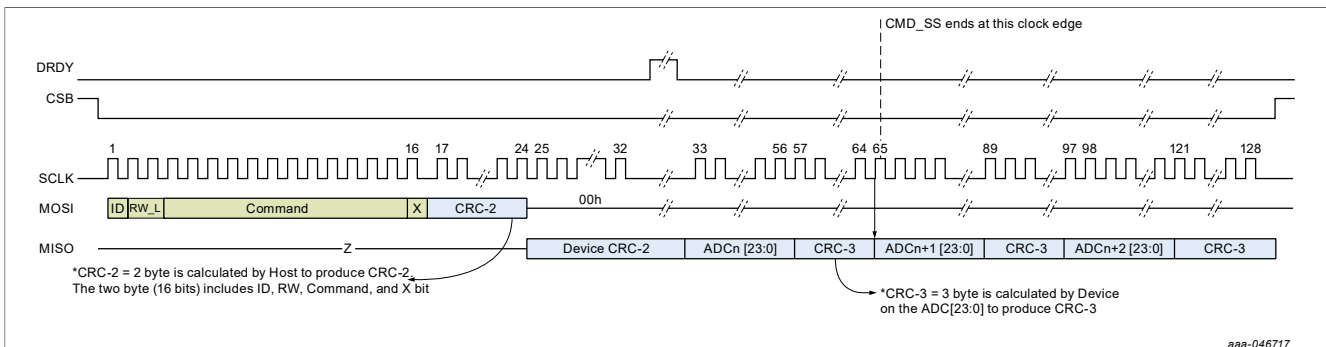 CMD_SS ends at this clock edge
DRDY
CSB
1 16 17 24 25 32 33 56 57 64 65 89 97 98 121 128
SCLK
00h
MOSI ID RW_L Command X CRC-2
MISO Z Device CRC-2 ADCn [23:0] CRC-3 ADCn+1 [23:0] CRC-3 ADCn+2 [23:0] CRC-3
*CRC-2 = 2 byte is calculated by Host to produce CRC-2.
The two byte (16 bits) includes ID, RW, Command, and X bit
*CRC-3 = 3 byte is calculated by Device
on the ADC[23:0] to produce CRC-3
aaa-046717